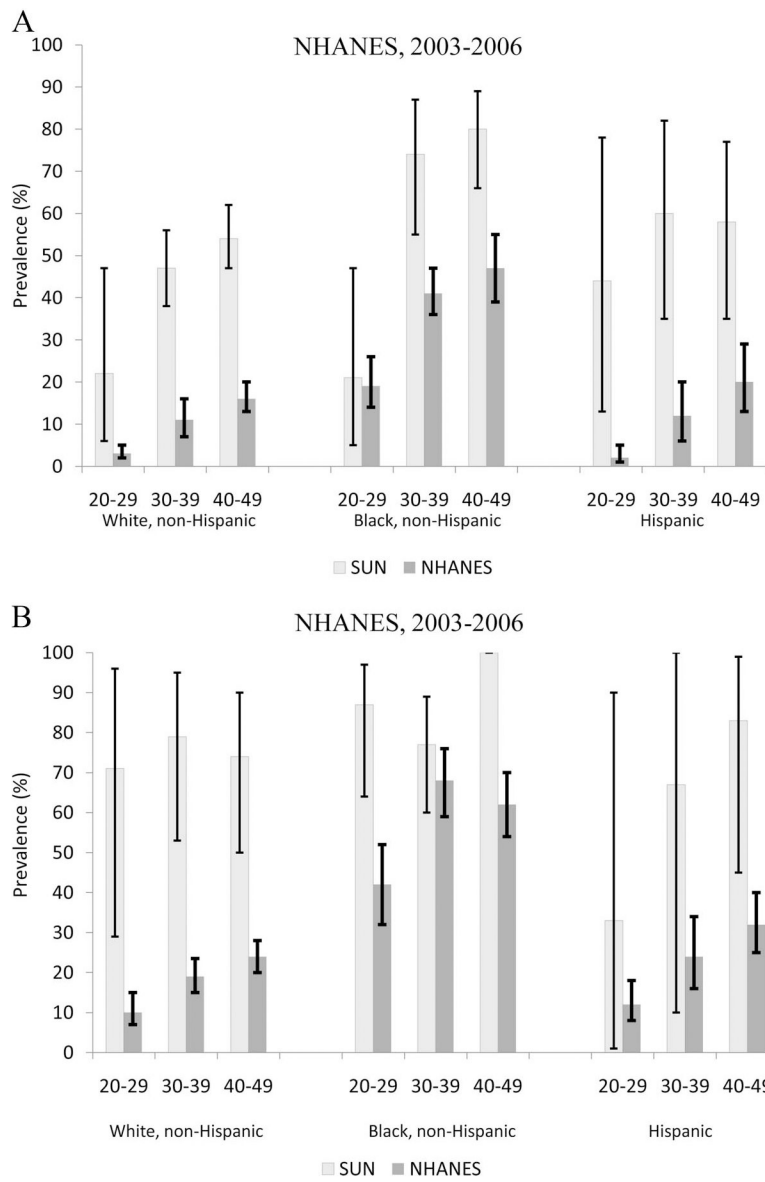 A
NHANES, 2003-2006
Prevalence (%)
100
90
80
70
60
50
40
30
20
10
0
20-29 30-39 40-49 20-29 30-39 40-49 20-29 30-39 40-49
White, non-Hispanic Black, non-Hispanic Hispanic
SUN NHANES
B
NHANES, 2003-2006
Prevalence (%)
100
90
80
70
60
50
40
30
20
10
0
20-29 30-39 40-49 20-29 30-39 40-49 20-29 30-39 40-49
White, non-Hispanic Black, non-Hispanic Hispanic
SUN NHANES